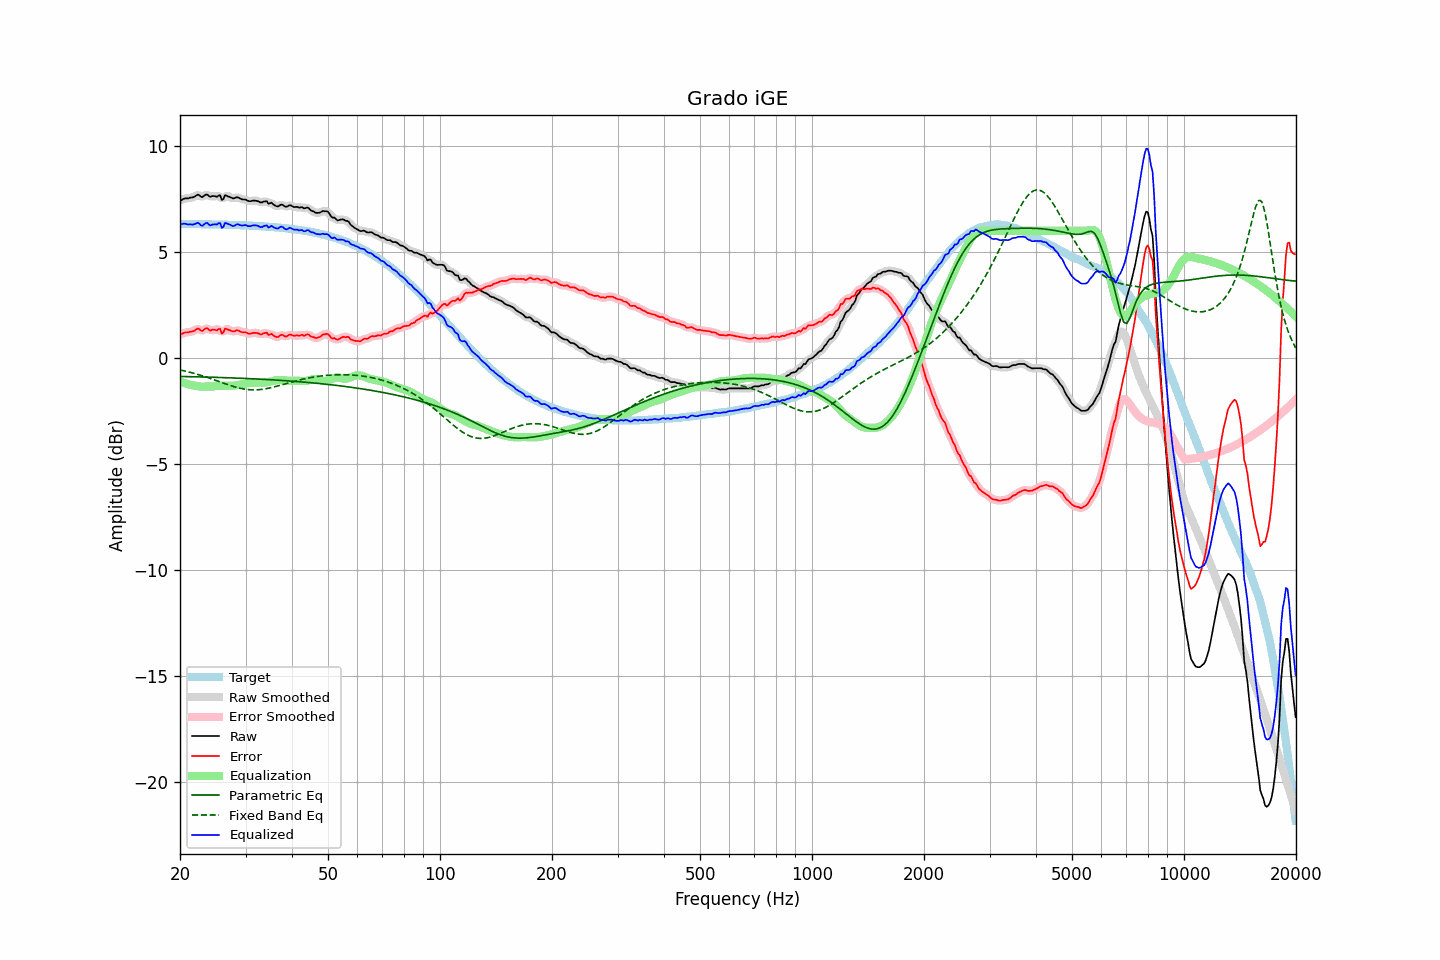 Grado iGE
10
5
0
−5
−10
−15
−20
Amplitude (dBr)
Target
Raw Smoothed
Error Smoothed
Raw
Error
Equalization
Parametric Eq
Fixed Band Eq
Equalized
20 50 100 200 500 1000 2000 5000 10000 20000
Frequency (Hz)